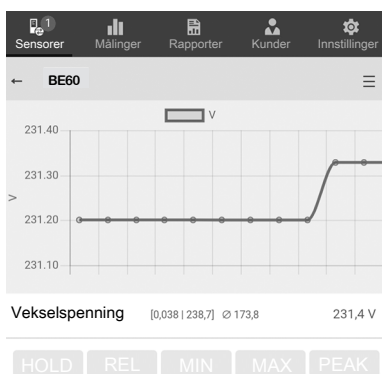 1
Sensorer Målinger Rapporter Kunder Innstillinger
← BE60
V
231.40
231.30
V
231.20
231.10
Vekselspenning [0,038 | 238,7] ∅ 173,8 231,4 V
HOLD REL MIN MAX PEAK